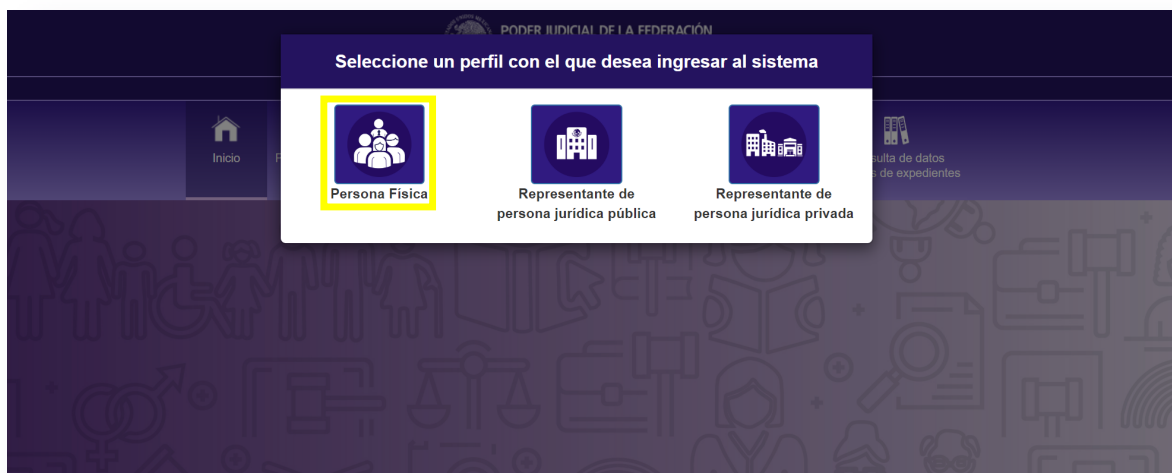 PODER JUDICIAL DE LA FEDERACIÓN
Seleccione un perfil con el que desea ingresar al sistema
Inicio
Persona Física
Representante de
persona jurídica pública
Representante de
persona jurídica privada
de datos
de expedientes